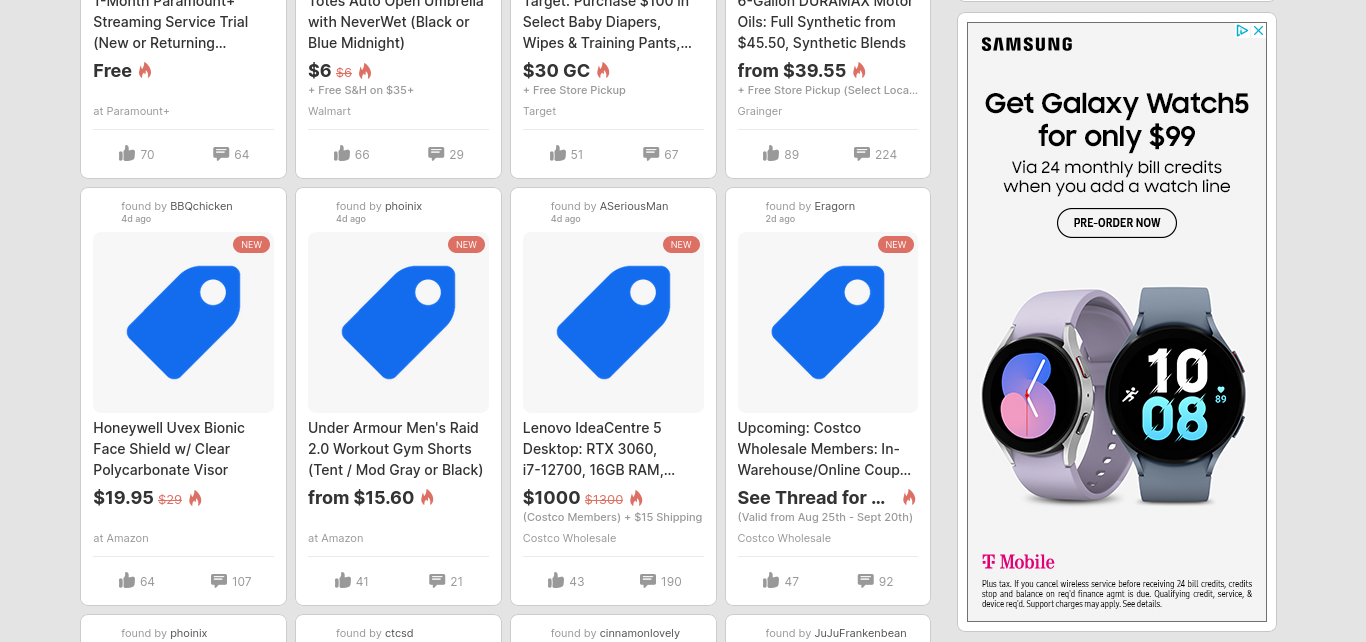 1-Month Paramount+
Streaming Service Trial
(New or Returning...
Free
at Paramount+
70
64
Totes Auto Open Umbrella
with NeverWet (Black or
Blue Midnight)
$6 $6
+ Free S&H on $35+
Walmart
66
29
Target: Purchase $100 in
Select Baby Diapers,
Wipes & Training Pants,...
$30 GC
+ Free Store Pickup
Target
51
67
6-Gallon DURAMAX Motor
Oils: Full Synthetic from
$45.50, Synthetic Blends
from $39.55
+ Free Store Pickup (Select Loca...
Grainger
89
224
found by BBQchicken
4d ago
NEW
Honeywell Uvex Bionic
Face Shield w/ Clear
Polycarbonate Visor
$19.95 $29
at Amazon
64
107
found by phoinix
4d ago
NEW
Under Armour Men's Raid
2.0 Workout Gym Shorts
(Tent / Mod Gray or Black)
from $15.60
at Amazon
41
21
found by ASeriousMan
4d ago
NEW
Lenovo IdeaCentre 5
Desktop: RTX 3060,
i7-12700, 16GB RAM,...
$1000 $1300
(Costco Members) + $15 Shipping
Costco Wholesale
43
190
found by Eragorn
2d ago
NEW
Upcoming: Costco
Wholesale Members: In-
Warehouse/Online Coup...
See Thread for ...
(Valid from Aug 25th - Sept 20th)
Costco Wholesale
47
92
found by phoinix
found by ctcsd
found by cinnamonlovely
found by JuJuFrankenbean
SAMSUNG
Get Galaxy Watch5
for only $99
Via 24 monthly bill credits
when you add a watch line
PRE-ORDER NOW
10
08
89
T Mobile
Plus tax. If you cancel wireless service before receiving 24 bill credits, credits
stop and balance on req'd finance agmt is due. Qualifying credit, service, &
device req'd. Support charges may apply. See details.